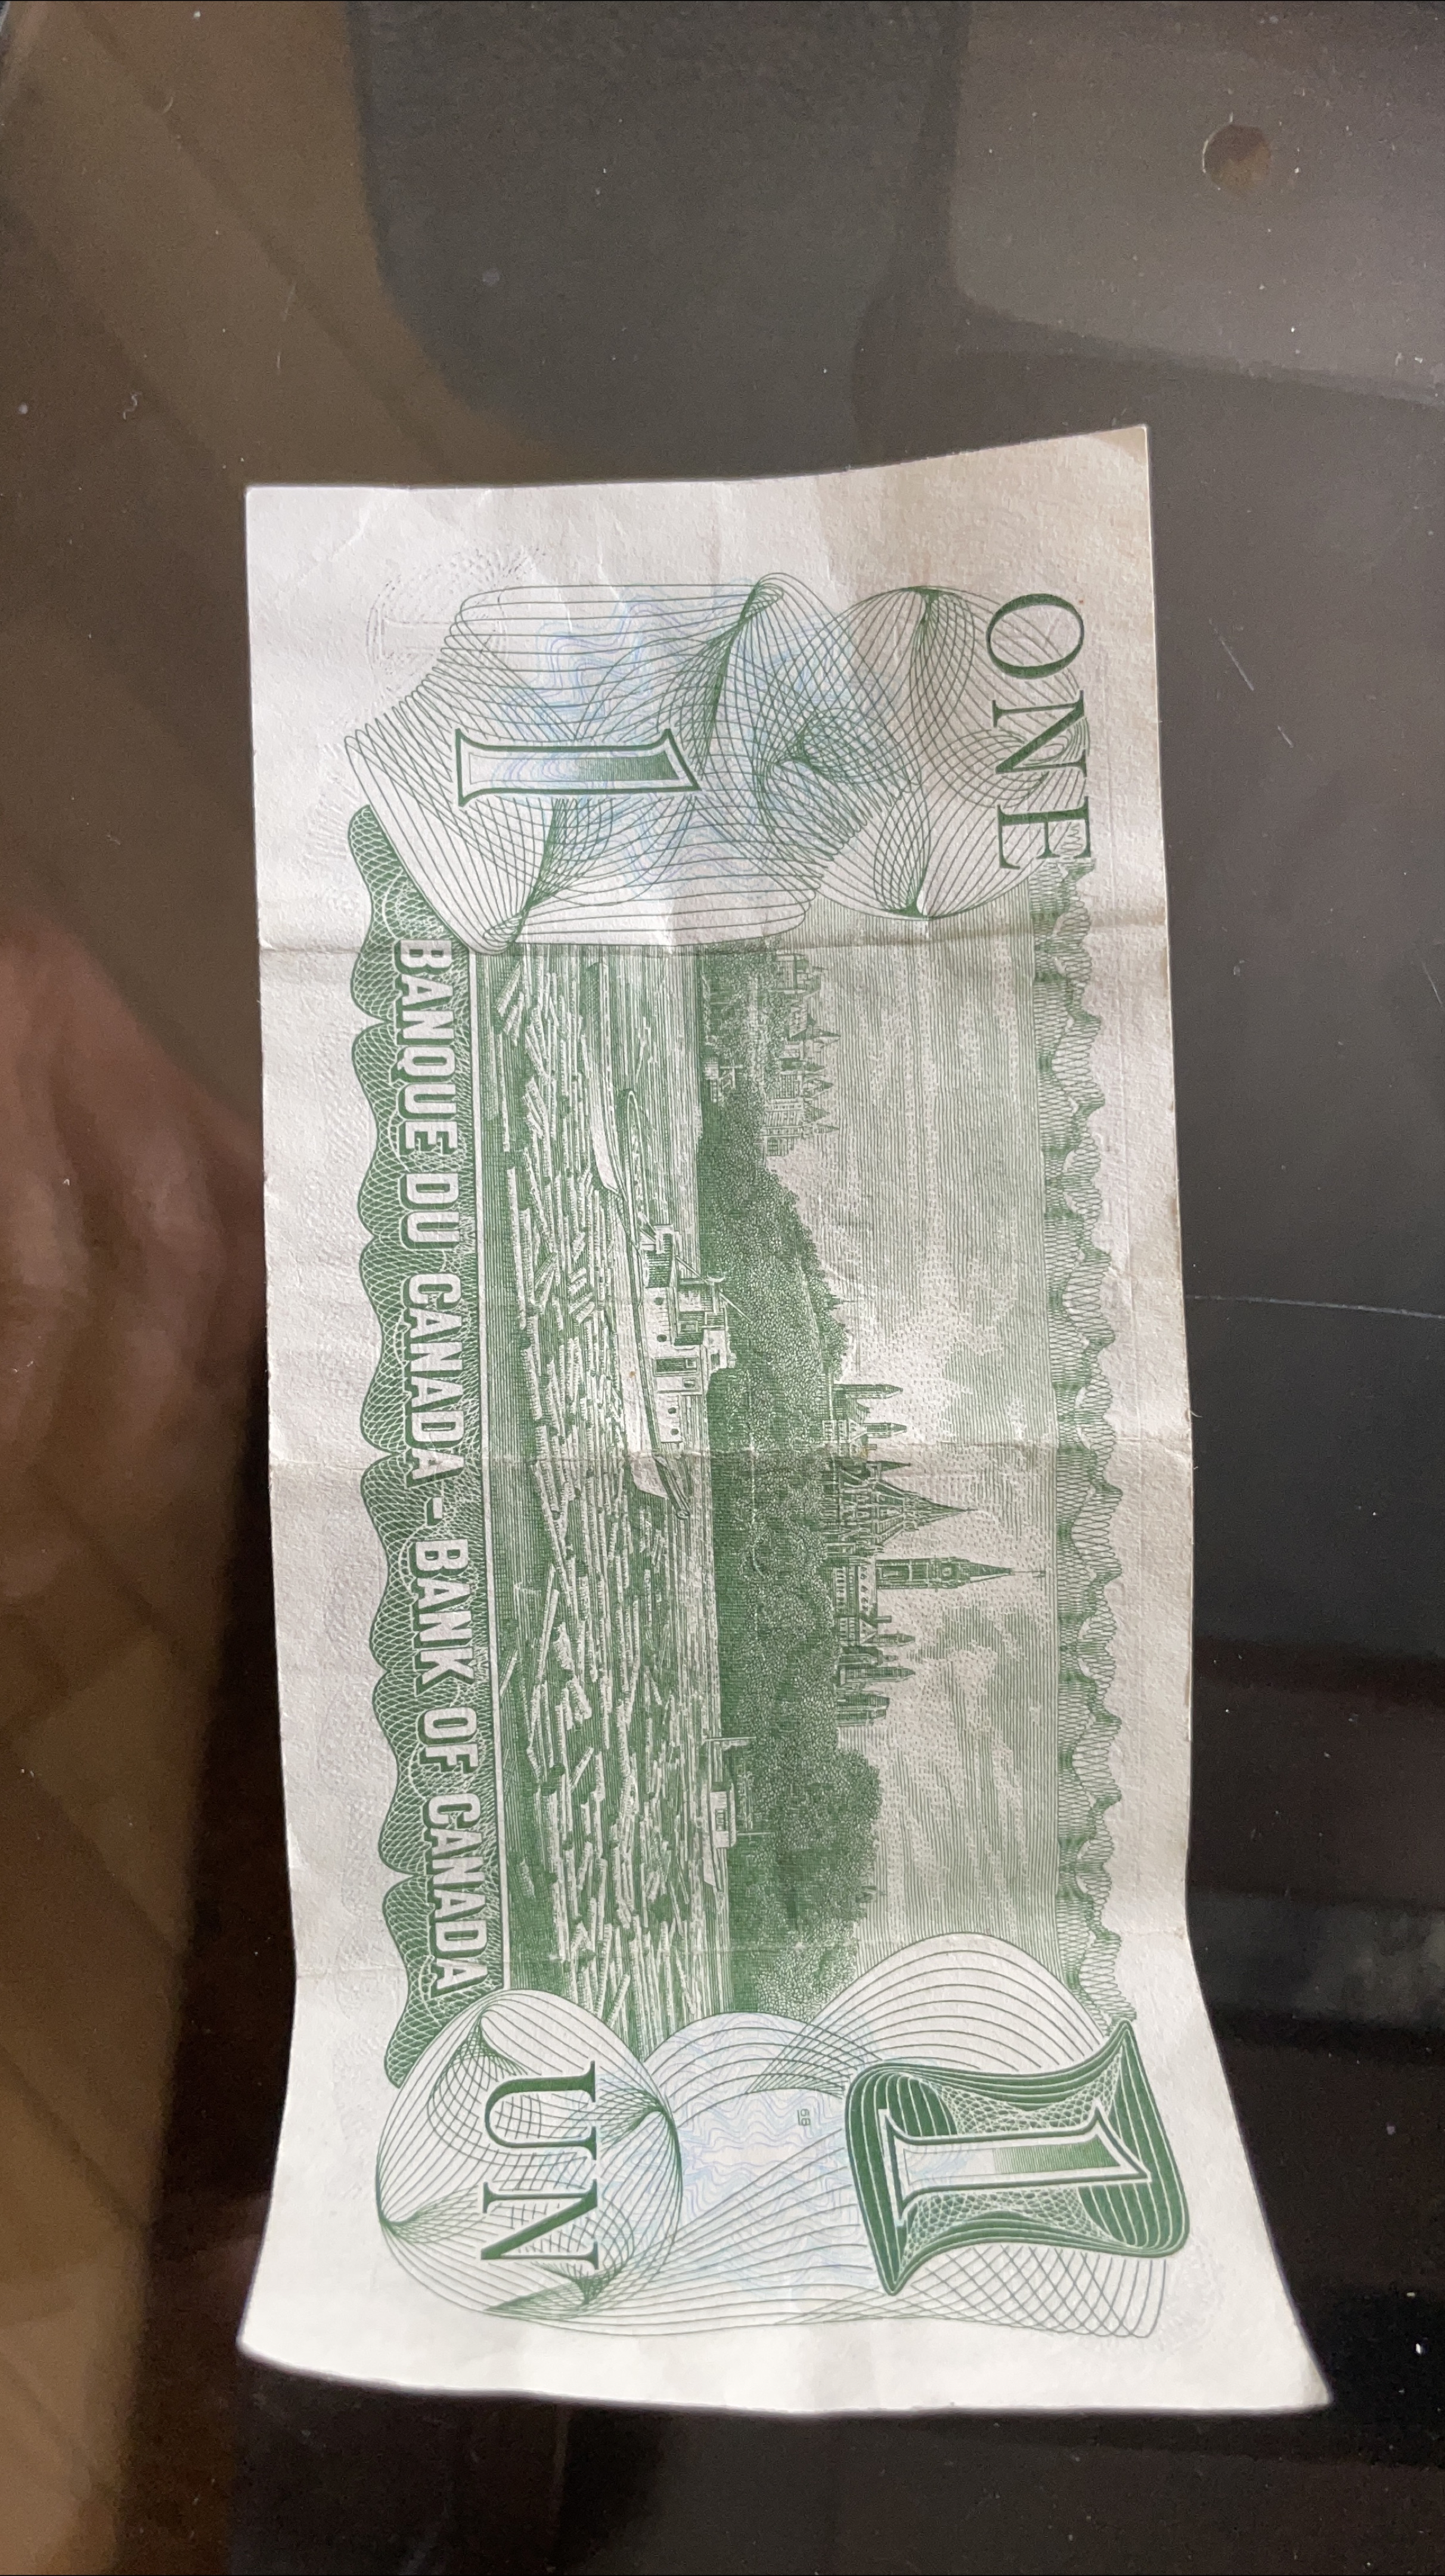 ONE
1
1
UN
BANQUE DU CANADA - BANK OF CANADA